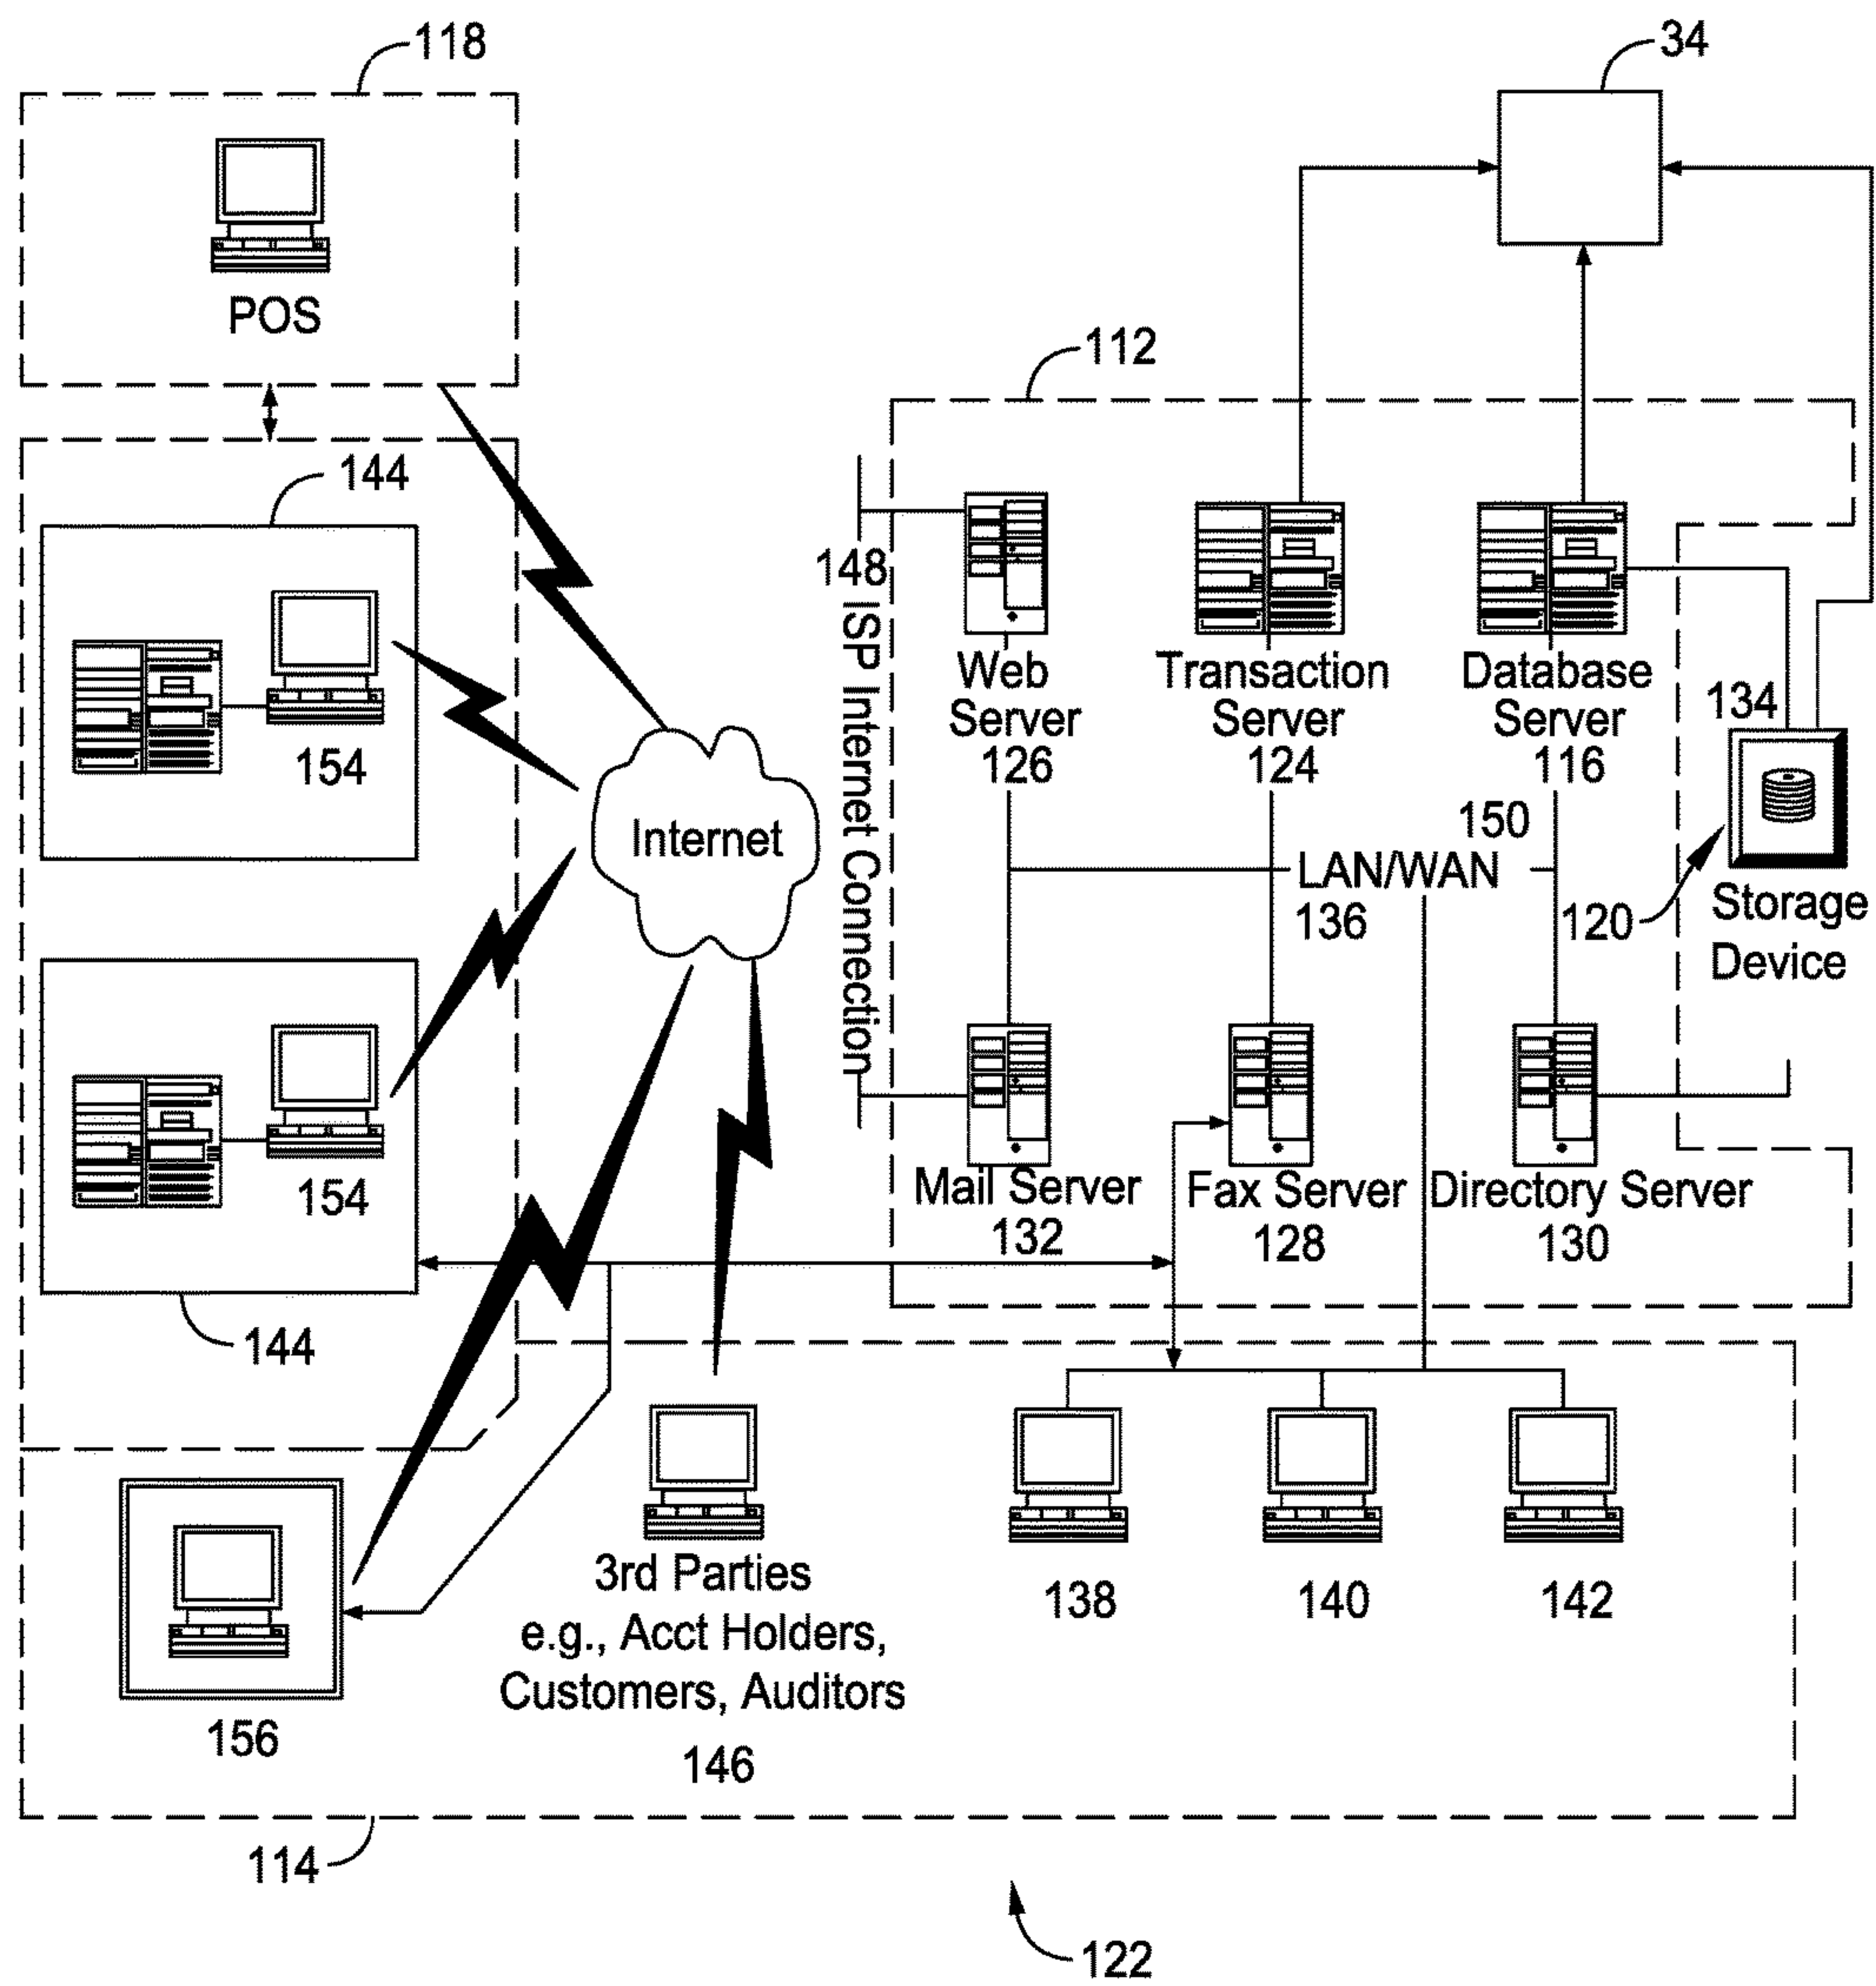 118
34
POS
112
144
148 ISP Internet Connection
154
Web
Server
126
Transaction
Server
124
Database
Server
116
134
Internet
150
LAN/WAN
136
120
Storage
Device
154
144
Mail Server
132
Fax Server
128
Directory Server
130
156
3rd Parties
e.g., Acct Holders,
Customers, Auditors
146
138
140
142
114
122